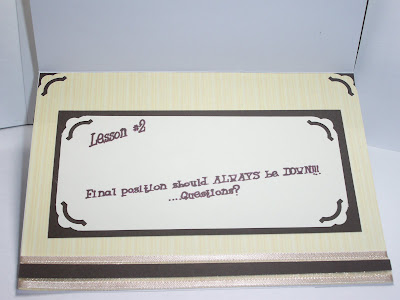 Lesson #2
Final position should ALWAYS be DOWN!!!
....Questions?